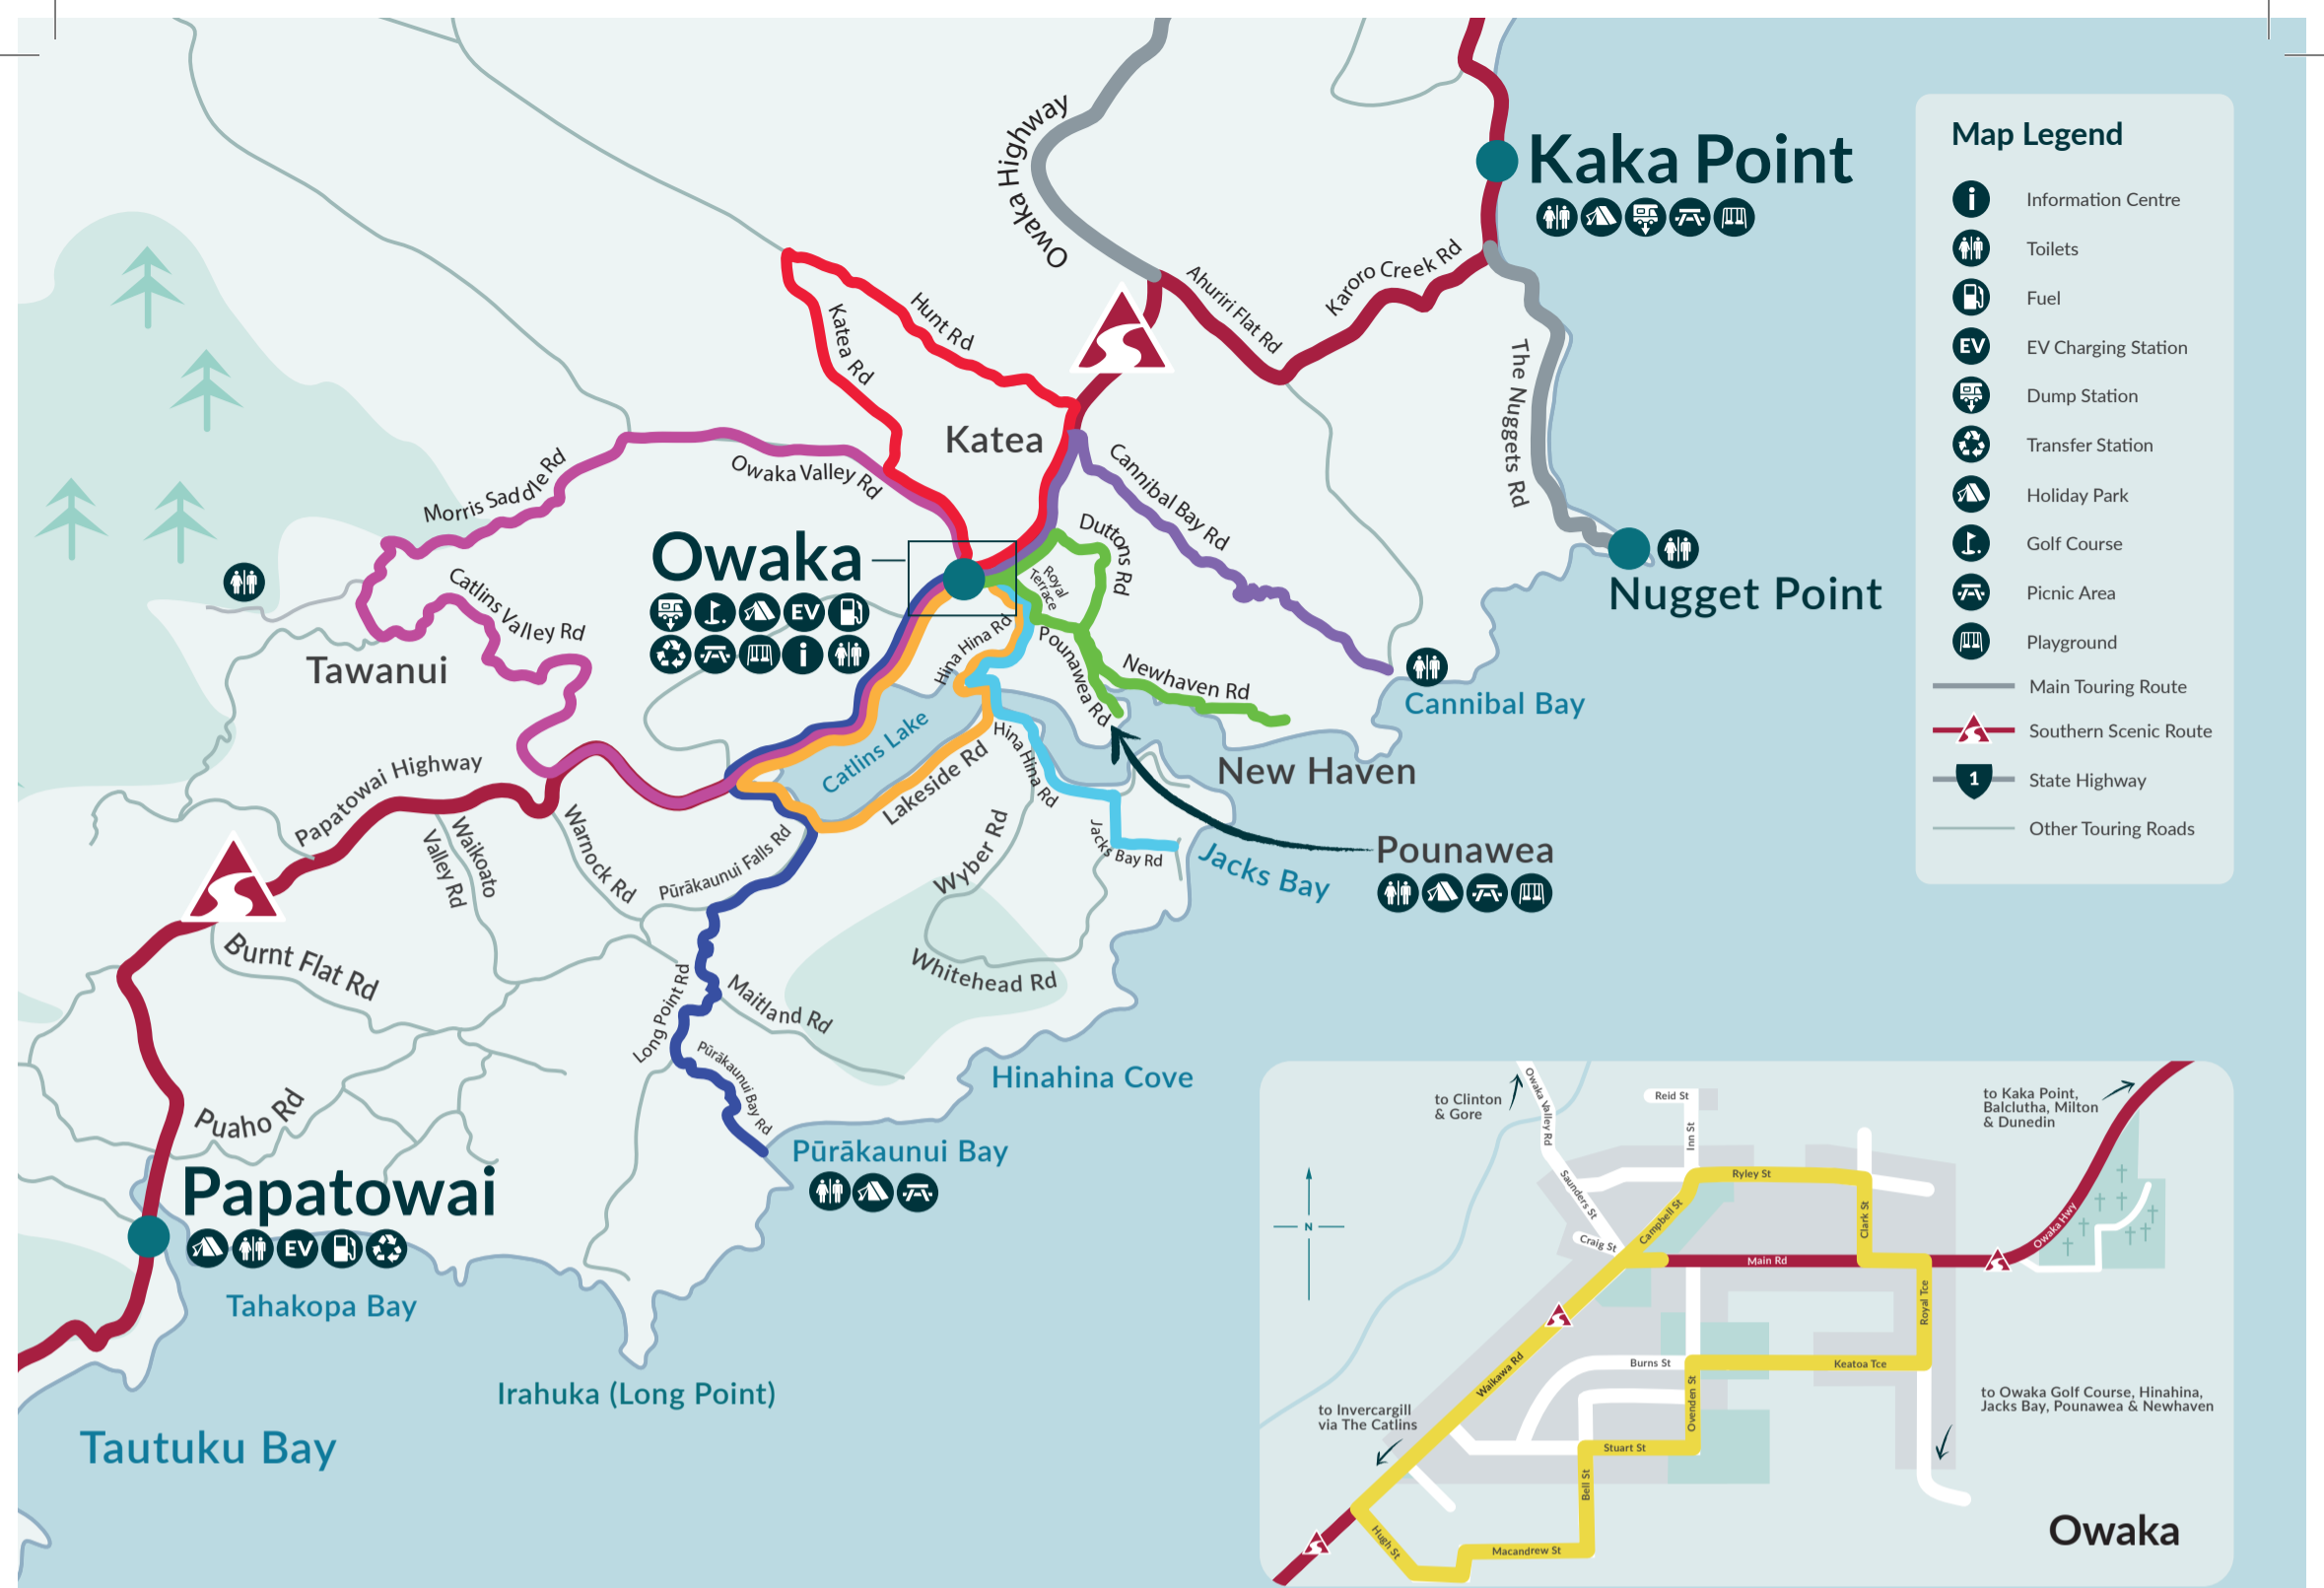 Owaka Highway
Kaka Point
Map Legend
Information Centre
Toilets
Fuel
EV
EV Charging Station
Dump Station
Transfer Station
Holiday Park
Golf Course
Picnic Area
Playground
Main Touring Route
Southern Scenic Route
1
State Highway
Other Touring Roads
Ahuriri Flat Rd
Karoro Creek Rd
The Nuggets Rd
Hunt Rd
Katea Rd
Katea
Owaka Valley Rd
Morris Saddle Rd
Cannibal Bay Rd
Duttons Rd
Owaka
EV
Royal
Terrace
Nugget Point
Catlins Valley Rd
Tawanui
Hina Hina Rd
Pounawea Rd
Newhaven Rd
Cannibal Bay
Catlins Lake
Lakeside Rd
Hina Hina Rd
New Haven
Papatowai Highway
Waikoato
Valley Rd
Warnock Rd
Pūrākaunui Falls Rd
Wyber Rd
Jacks Bay Rd
Jacks Bay
Pounawea
Burnt Flat Rd
Whitehead Rd
Long Point Rd
Maitland Rd
Pūrākaunui Bay Rd
Hinahina Cove
Puaho Rd
Pūrākaunui Bay
Papatowai
EV
Tahakopa Bay
Irahuka (Long Point)
Tautuku Bay
to Clinton
& Gore
Owaka Valley Rd
Reid St
Inn St
to Kaka Point,
Balclutha, Milton
& Dunedin
Saunders St
Ryley St
Campbell St
Clark St
Craig St
Main Rd
Owaka Hwy
N
Royal Tce
Waikawa Rd
Burns St
Keatoa Tce
Ovenden St
to Invercargill
via The Catlins
to Owaka Golf Course, Hinahina,
Jacks Bay, Pounawea & Newhaven
Stuart St
Bell St
Hugh St
Macandrew St
Owaka